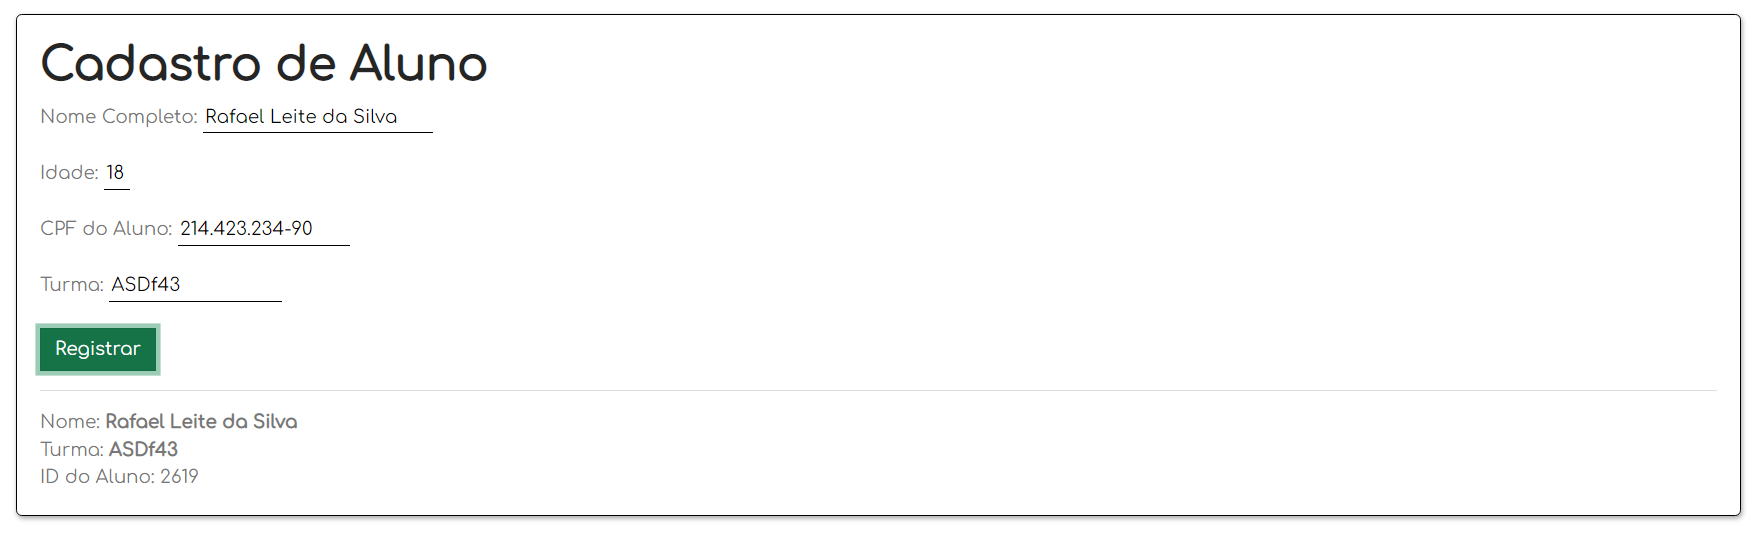 Cadastro de Aluno
Nome Completo: Rafael Leite da Silva
Idade: 18
CPF do Aluno: 214.423.234-90
Turma: ASDf43
Registrar
Nome: Rafael Leite da Silva
Turma: ASDf43
ID do Aluno: 2619